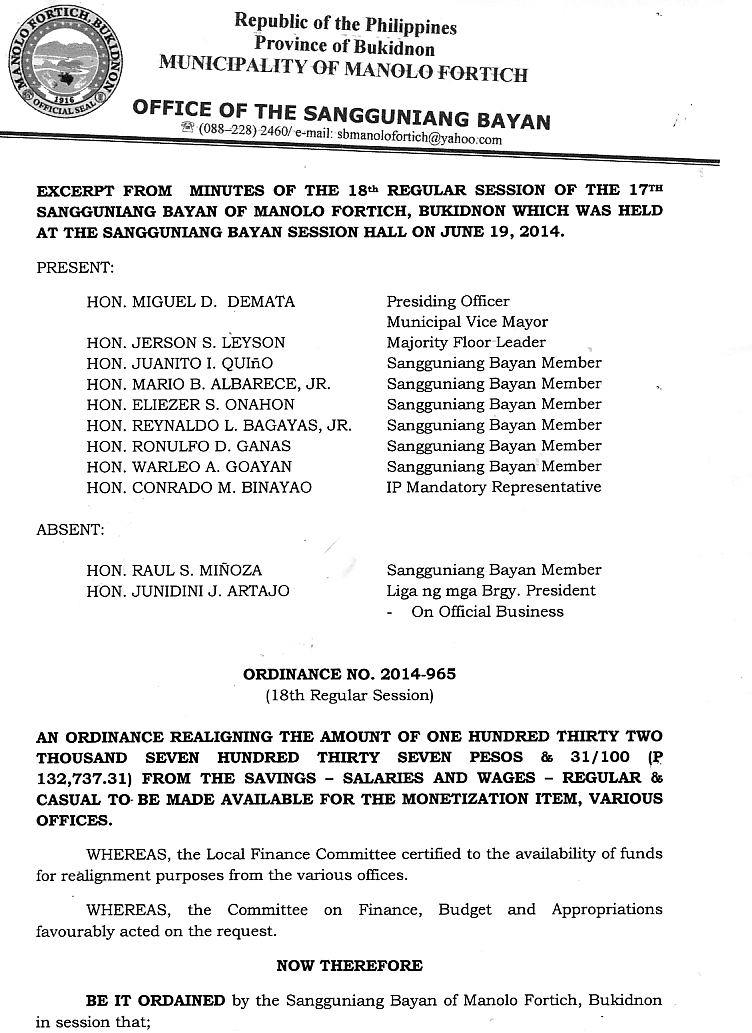 MANOLO FORTICH, BUKIDNON
1916
OFFICIAL SEAL
Republic of the Philippines
Province of Bukidnon
MUNICIPALITY OF MANOLO FORTICH
OFFICE OF THE SANGGUNIANG BAYAN
☎ (088–228) 2460/ e-mail: sbmanolofortich@yahoo.com
EXCERPT FROM MINUTES OF THE 18th REGULAR SESSION OF THE 17TH
SANGGUNIANG BAYAN OF MANOLO FORTICH, BUKIDNON WHICH WAS HELD
AT THE SANGGUNIANG BAYAN SESSION HALL ON JUNE 19, 2014.
PRESENT:
HON. MIGUEL D. DEMATA Presiding Officer
Municipal Vice Mayor
HON. JERSON S. LEYSON Majority Floor Leader
HON. JUANITO I. QUIñO Sangguniang Bayan Member
HON. MARIO B. ALBARECE, JR. Sangguniang Bayan Member
HON. ELIEZER S. ONAHON Sangguniang Bayan Member
HON. REYNALDO L. BAGAYAS, JR. Sangguniang Bayan Member
HON. RONULFO D. GANAS Sangguniang Bayan Member
HON. WARLEO A. GOAYAN Sangguniang Bayan Member
HON. CONRADO M. BINAYAO IP Mandatory Representative
ABSENT:
HON. RAUL S. MIÑOZA Sangguniang Bayan Member
HON. JUNIDINI J. ARTAJO Liga ng mga Brgy. President
- On Official Business
ORDINANCE NO. 2014-965
(18th Regular Session)
AN ORDINANCE REALIGNING THE AMOUNT OF ONE HUNDRED THIRTY TWO
THOUSAND SEVEN HUNDRED THIRTY SEVEN PESOS & 31/100 (₱
132,737.31) FROM THE SAVINGS – SALARIES AND WAGES – REGULAR &
CASUAL TO BE MADE AVAILABLE FOR THE MONETIZATION ITEM, VARIOUS
OFFICES.
WHEREAS, the Local Finance Committee certified to the availability of funds
for realignment purposes from the various offices.
WHEREAS, the Committee on Finance, Budget and Appropriations
favourably acted on the request.
NOW THEREFORE
BE IT ORDAINED by the Sangguniang Bayan of Manolo Fortich, Bukidnon
in session that;